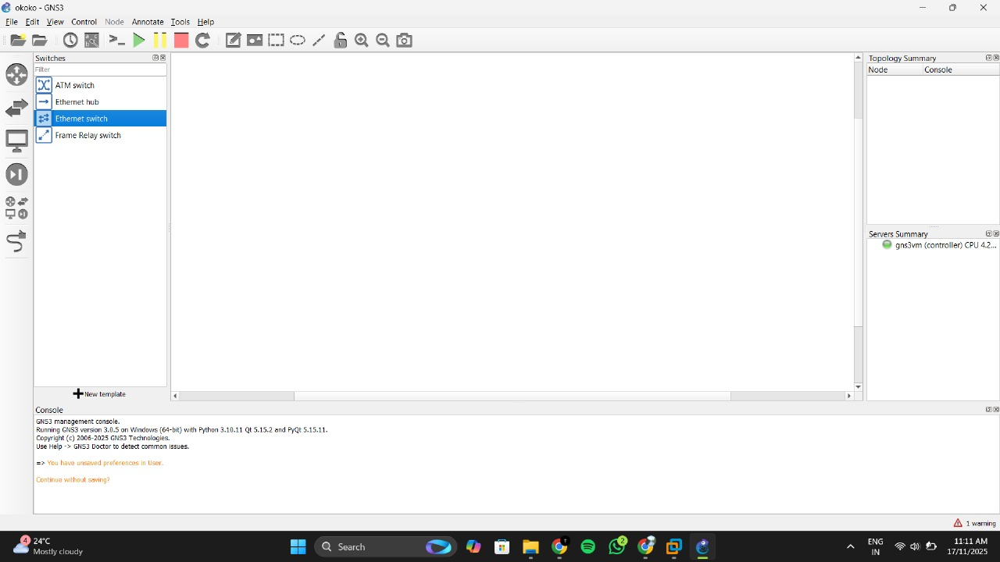 okoko - GNS3
File Edit View Control Node Annotate Tools Help
Switches
Filter
ATM switch
Ethernet hub
Ethernet switch
Frame Relay switch
New template
Topology Summary
Node Console
Servers Summary
gns3vm (controller) CPU 4.2...
Console
GNS3 management console.
Running GNS3 version 3.0.5 on Windows (64-bit) with Python 3.10.11 Qt 5.15.2 and PyQt 5.15.11.
Copyright (c) 2006-2025 GNS3 Technologies.
Use Help -> GNS3 Doctor to detect common issues.
=> You have unsaved preferences in User.
Continue without saving?
1 warning
4
24°C
Mostly cloudy
Search
T
2
ENG
IN
11:11 AM
17/11/2025